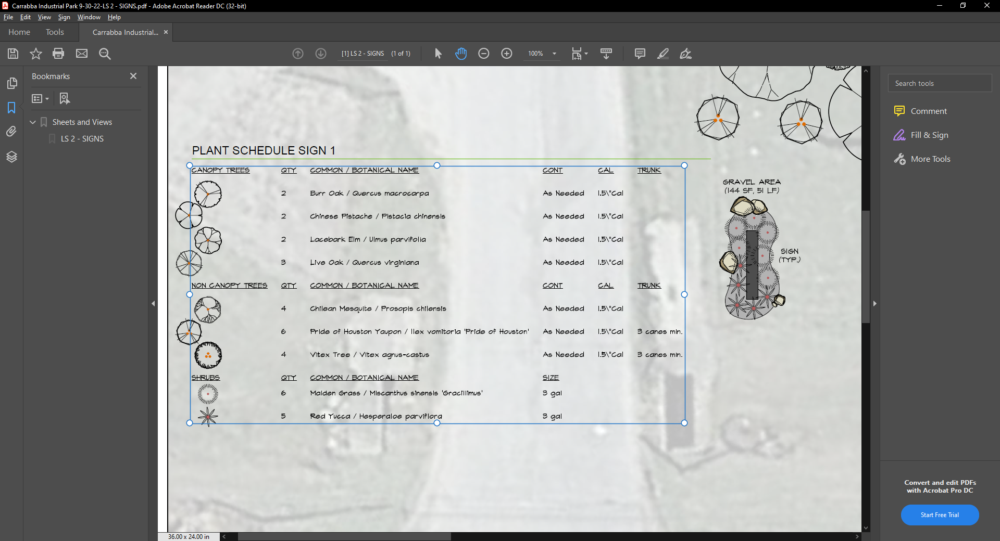 Carrabba Industrial Park 9-30-22-LS 2 - SIGNS.pdf - Adobe Acrobat Reader DC (32-bit)
File Edit View Sign Window Help
Home Tools Carrabba Industrial... ×
[1] LS 2 - SIGNS (1 of 1) 100%
Bookmarks
Sheets and Views
LS 2 - SIGNS
Search tools
Comment
Fill & Sign
More Tools
PLANT SCHEDULE SIGN 1
CANOPY TREES QTY COMMON / BOTANICAL NAME CONT CAL TRUNK
2 Burr Oak / Quercus macrocarpa As Needed 1.5\"Cal
2 Chinese Pistache / Pistacia chinensis As Needed 1.5\"Cal
2 Lacebark Elm / Ulmus parvifolia As Needed 1.5\"Cal
3 Live Oak / Quercus virginiana As Needed 1.5\"Cal
NON CANOPY TREES QTY COMMON / BOTANICAL NAME CONT CAL TRUNK
4 Chilean Mesquite / Prosopis chilensis As Needed 1.5\"Cal
6 Pride of Houston Yaupon / Ilex vomitoria 'Pride of Houston' As Needed 1.5\"Cal 3 canes min.
4 Vitex Tree / Vitex agnus-castus As Needed 1.5\"Cal 3 canes min.
SHRUBS QTY COMMON / BOTANICAL NAME SIZE
6 Maiden Grass / Miscanthus sinensis 'Gracillimus' 3 gal
5 Red Yucca / Hesperaloe parviflora 3 gal
GRAVEL AREA
(144 SF, 51 LF)
SIGN
(TYP.)
Convert and edit PDFs
with Acrobat Pro DC
Start Free Trial
36.00 x 24.00 in